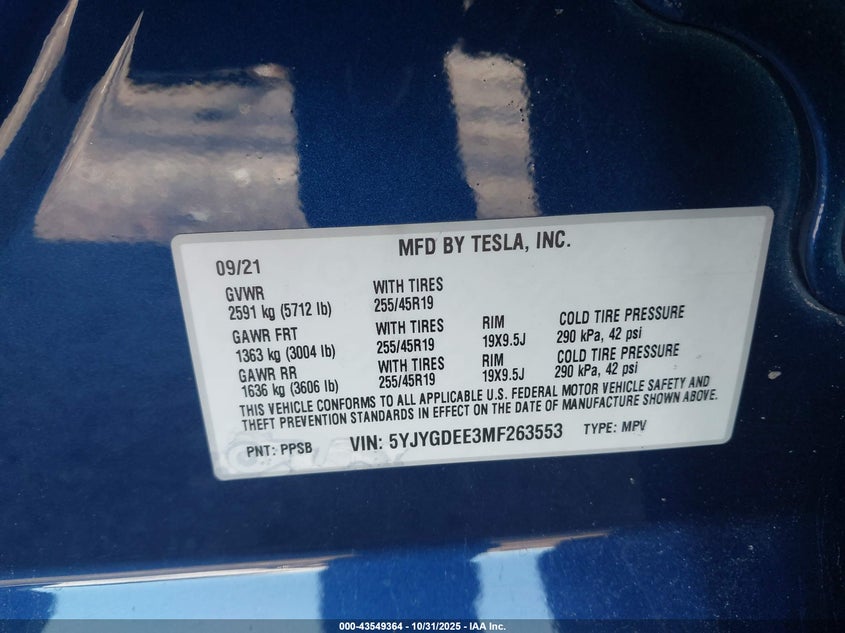 MFD BY TESLA, INC.
09/21
GVWR WITH TIRES
2591 kg (5712 lb) 255/45R19
GAWR FRT WITH TIRES RIM COLD TIRE PRESSURE
1363 kg (3004 lb) 255/45R19 19X9.5J 290 kPa, 42 psi
GAWR RR WITH TIRES RIM COLD TIRE PRESSURE
1636 kg (3606 lb) 255/45R19 19X9.5J 290 kPa, 42 psi
THIS VEHICLE CONFORMS TO ALL APPLICABLE U.S. FEDERAL MOTOR VEHICLE SAFETY AND
THEFT PREVENTION STANDARDS IN EFFECT ON THE DATE OF MANUFACTURE SHOWN ABOVE.
PNT: PPSB VIN: 5YJYGDEE3MF263553 TYPE: MPV
000-43549364 - 10/31/2025 - IAA Inc.